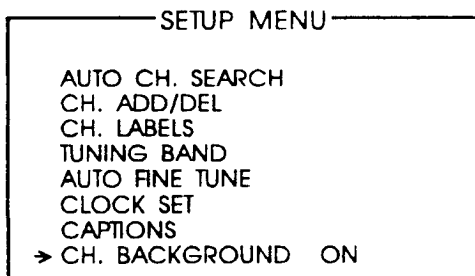 SETUP MENU
AUTO CH. SEARCH
CH. ADD/DEL
CH. LABELS
TUNING BAND
AUTO FINE TUNE
CLOCK SET
CAPTIONS
→ CH. BACKGROUND ON